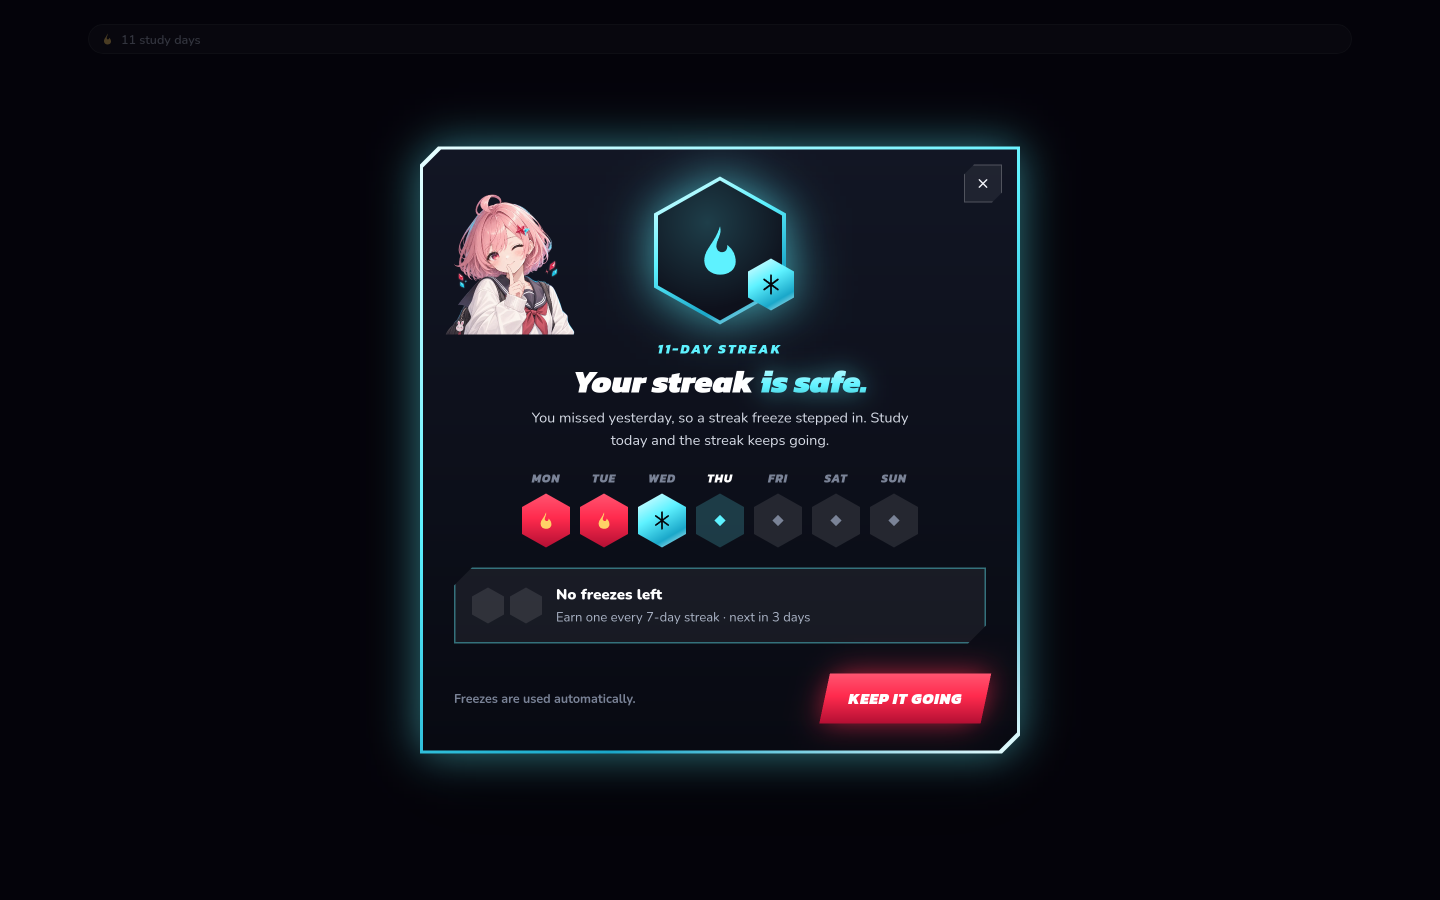 11 study days
11-DAY STREAK
Your streak is safe.
You missed yesterday, so a streak freeze stepped in. Study
today and the streak keeps going.
MON TUE WED THU FRI SAT SUN
No freezes left
Earn one every 7-day streak · next in 3 days
Freezes are used automatically.
KEEP IT GOING